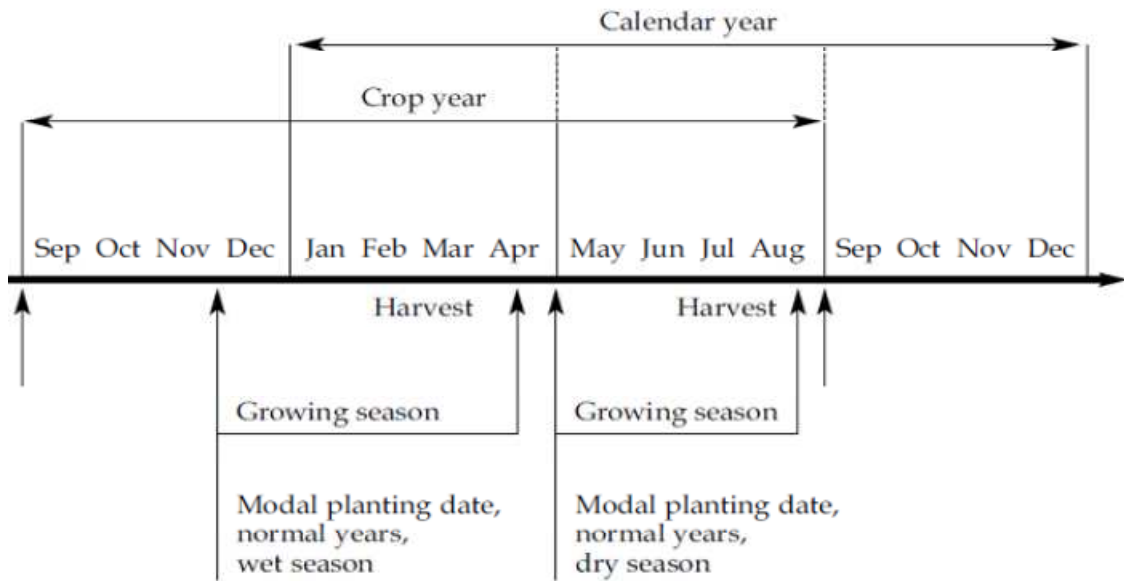 Calendar year
Crop year
Sep Oct Nov Dec Jan Feb Mar Apr May Jun Jul Aug Sep Oct Nov Dec
Harvest Harvest
Growing season Growing season
Modal planting date,
normal years,
wet season
Modal planting date,
normal years,
dry season